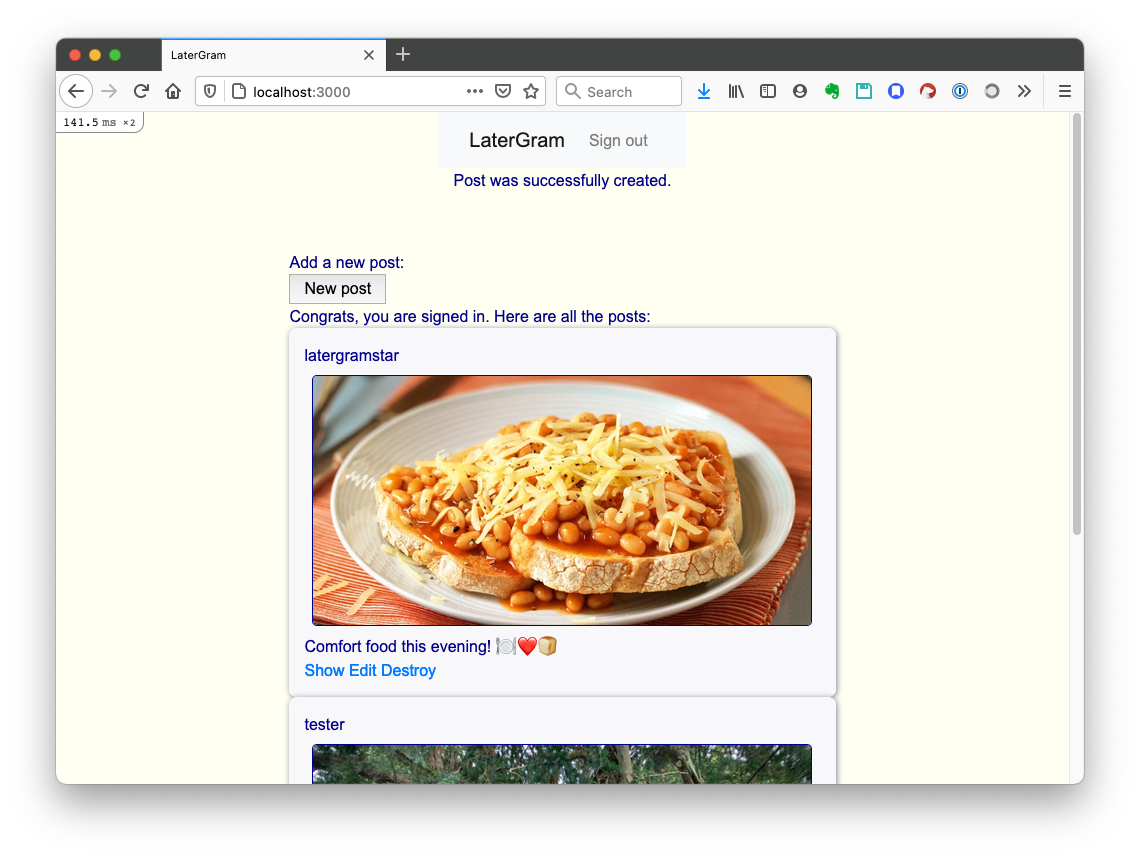 LaterGram
localhost:3000
Search
141.5 ms ×2
LaterGram Sign out
Post was successfully created.
Add a new post:
New post
Congrats, you are signed in. Here are all the posts:
latergramstar
Comfort food this evening! 🍽️❤️🍞
Show Edit Destroy
tester